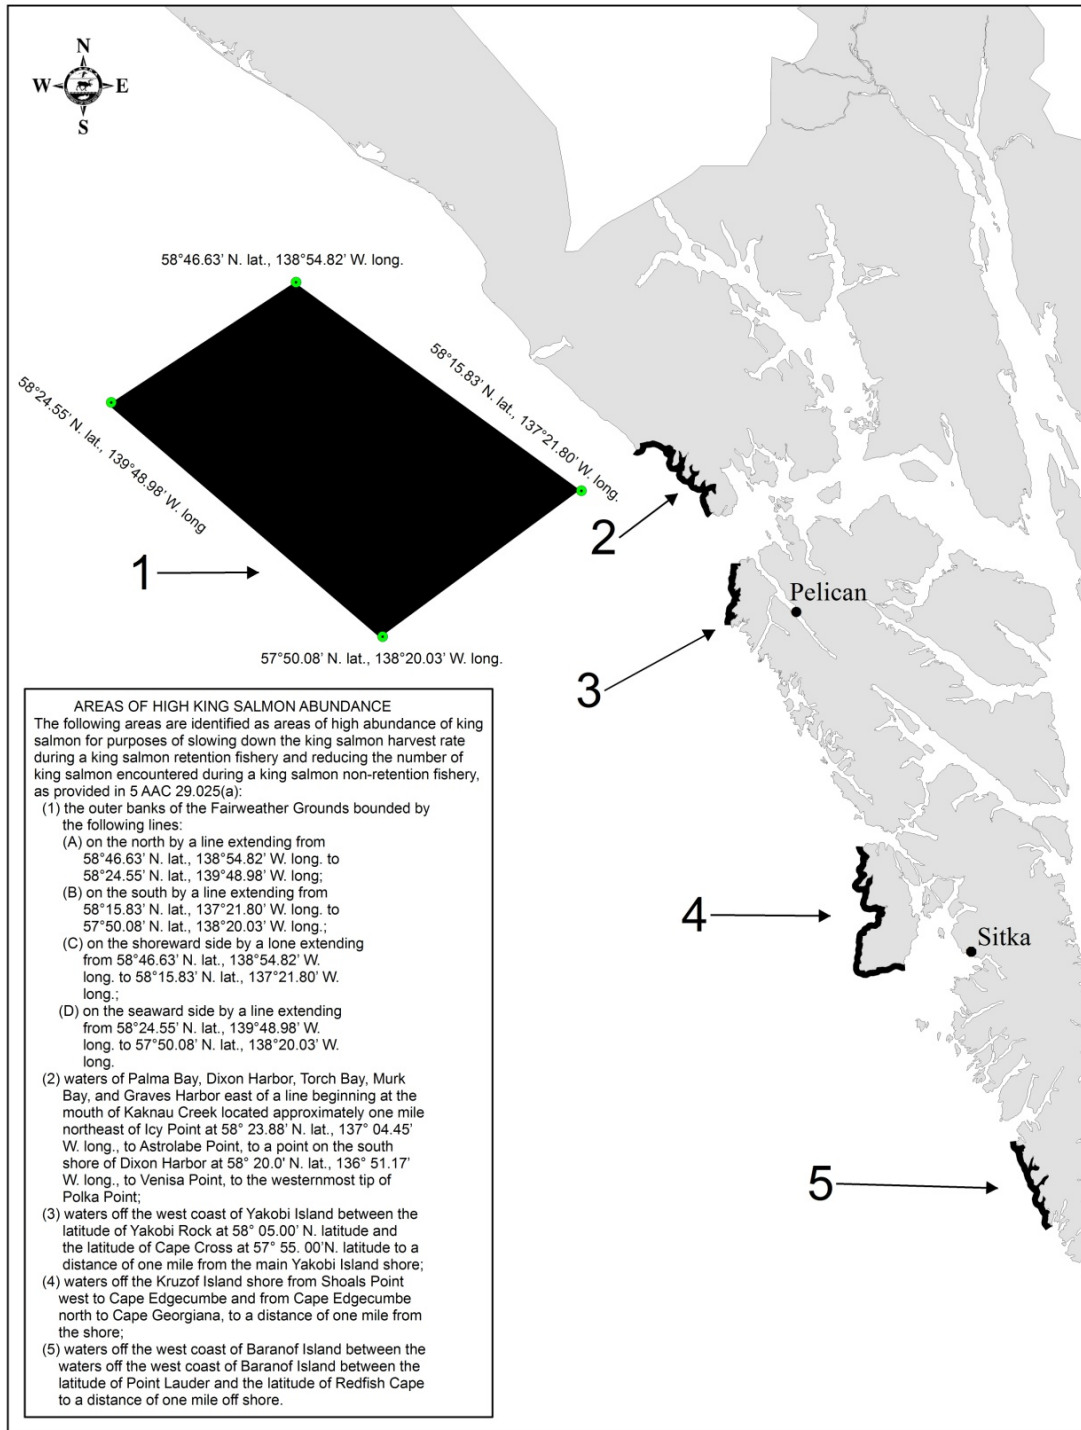 N
W E
S
58°46.63' N. lat., 138°54.82' W. long.
58°15.83' N. lat., 137°21.80' W. long.
58°24.55' N. lat., 139°48.98' W. long
2
1
Pelican
57°50.08' N. lat., 138°20.03' W. long.
3
AREAS OF HIGH KING SALMON ABUNDANCE
The following areas are identified as areas of high abundance of king
salmon for purposes of slowing down the king salmon harvest rate
during a king salmon retention fishery and reducing the number of
king salmon encountered during a king salmon non-retention fishery,
as provided in 5 AAC 29.025(a):
(1) the outer banks of the Fairweather Grounds bounded by
the following lines:
(A) on the north by a line extending from
58°46.63' N. lat., 138°54.82' W. long. to
58°24.55' N. lat., 139°48.98' W. long;
(B) on the south by a line extending from
58°15.83' N. lat., 137°21.80' W. long. to
57°50.08' N. lat., 138°20.03' W. long.;
(C) on the shoreward side by a lone extending
from 58°46.63' N. lat., 138°54.82' W.
long. to 58°15.83' N. lat., 137°21.80' W.
long.;
(D) on the seaward side by a line extending
from 58°24.55' N. lat., 139°48.98' W.
long. to 57°50.08' N. lat., 138°20.03' W.
long.
(2) waters of Palma Bay, Dixon Harbor, Torch Bay, Murk
Bay, and Graves Harbor east of a line beginning at the
mouth of Kaknau Creek located approximately one mile
northeast of Icy Point at 58° 23.88' N. lat., 137° 04.45'
W. long., to Astrolabe Point, to a point on the south
shore of Dixon Harbor at 58° 20.0' N. lat., 136° 51.17'
W. long., to Venisa Point, to the westernmost tip of
Polka Point;
(3) waters off the west coast of Yakobi Island between the
latitude of Yakobi Rock at 58° 05.00' N. latitude and
the latitude of Cape Cross at 57° 55. 00'N. latitude to a
distance of one mile from the main Yakobi Island shore;
(4) waters off the Kruzof Island shore from Shoals Point
west to Cape Edgecumbe and from Cape Edgecumbe
north to Cape Georgiana, to a distance of one mile from
the shore;
(5) waters off the west coast of Baranof Island between the
waters off the west coast of Baranof Island between the
latitude of Point Lauder and the latitude of Redfish Cape
to a distance of one mile off shore.
4
Sitka
5